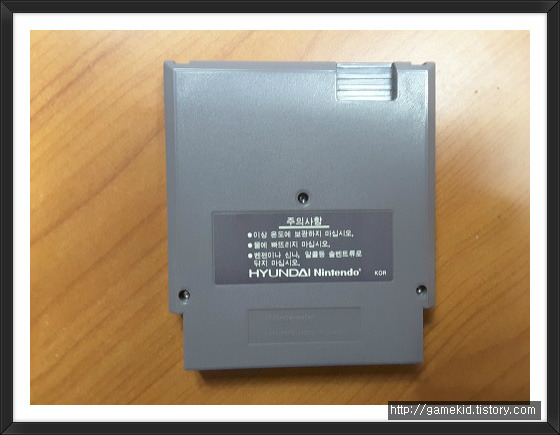 주의사항
●이상 온도에 보관하지 마십시오.
●물에 빠뜨리지 마십시오.
●벤젠이나 신나, 알콜등 솔벤트류로
닦지 마십시오.
HYUNDAI Nintendo® KOR
http://gamekid.tistory.com